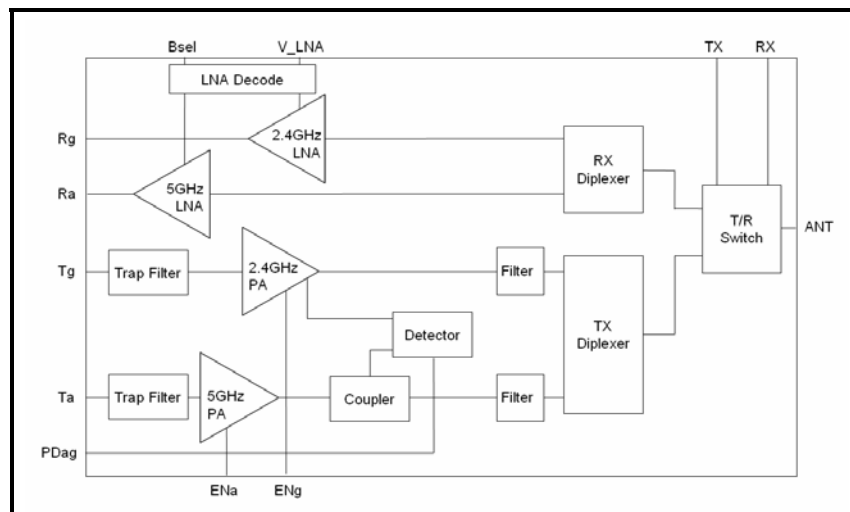 Bsel V_LNA TX RX
LNA Decode
Rg
2.4GHz
LNA
RX
Diplexer
Ra
5GHz
LNA
T/R
Switch
ANT
Tg
Trap Filter
2.4GHz
PA
Filter
TX
Diplexer
Detector
Ta
Trap Filter
5GHz
PA
Coupler
Filter
PDag
ENa ENg